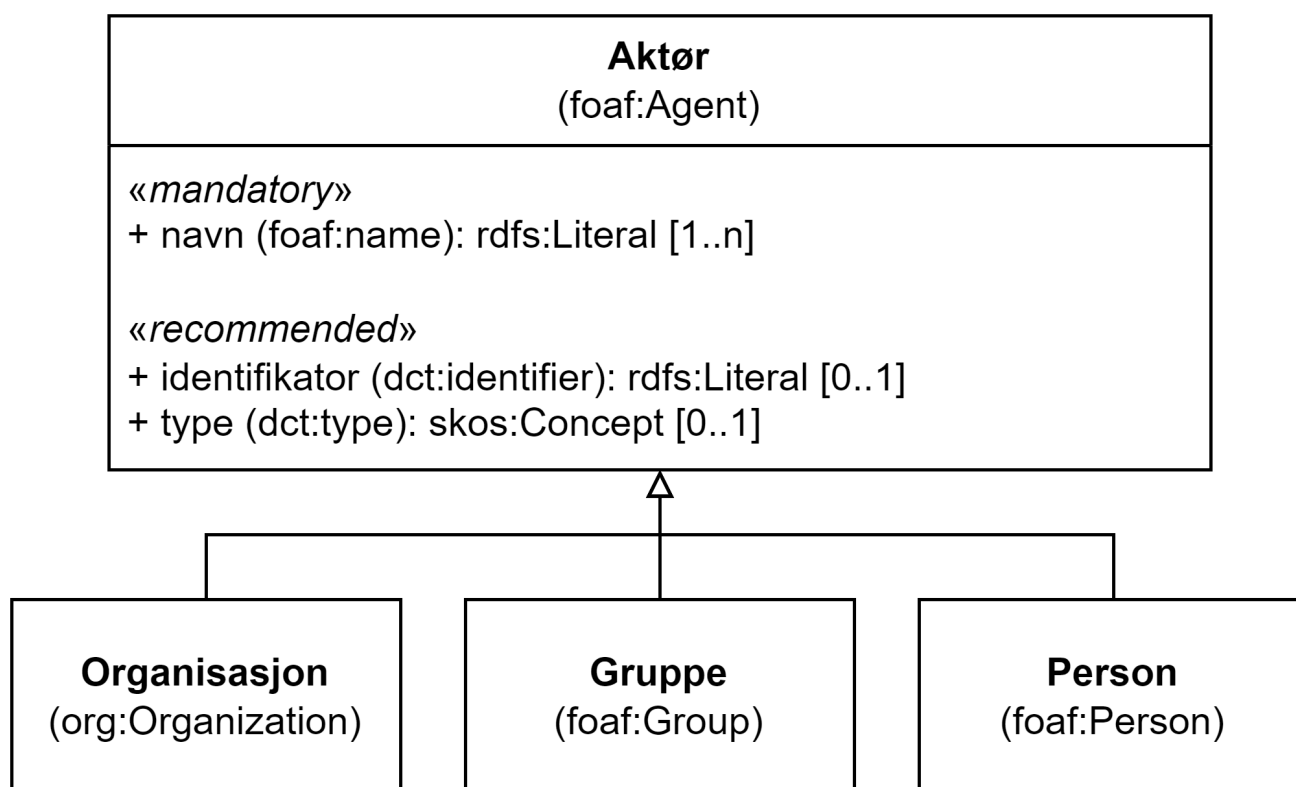 Aktør
(foaf:Agent)
«mandatory»
+ navn (foaf:name): rdfs:Literal [1..n]
«recommended»
+ identifikator (dct:identifier): rdfs:Literal [0..1]
+ type (dct:type): skos:Concept [0..1]
Organisasjon
(org:Organization)
Gruppe
(foaf:Group)
Person
(foaf:Person)